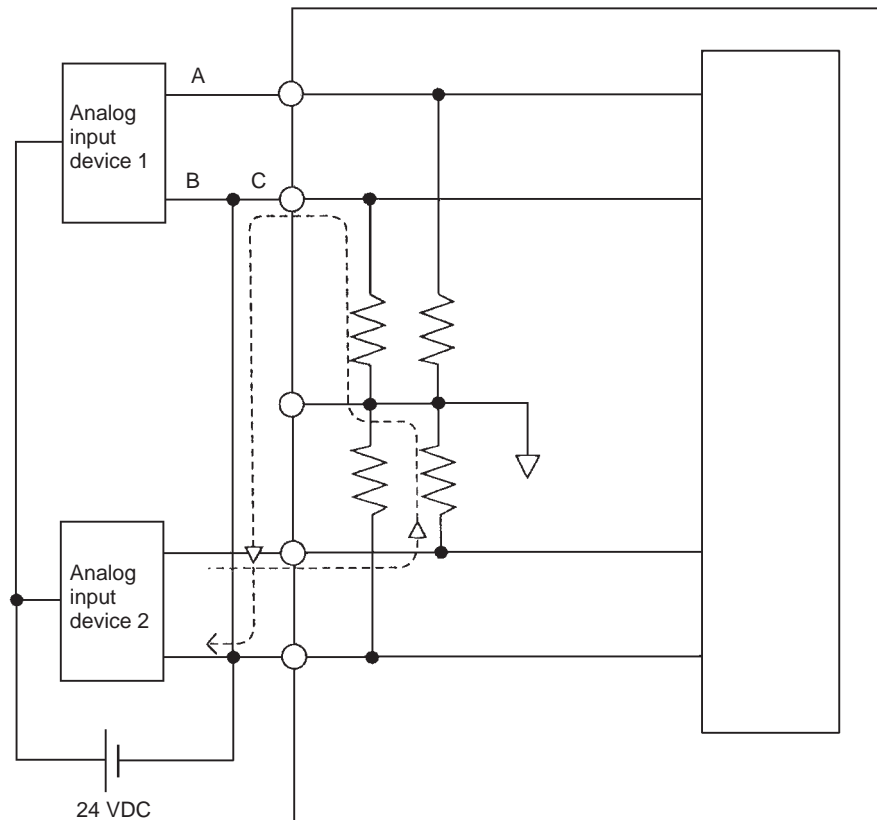 A
Analog
input
device 1
B
C
Analog
input
device 2
24 VDC